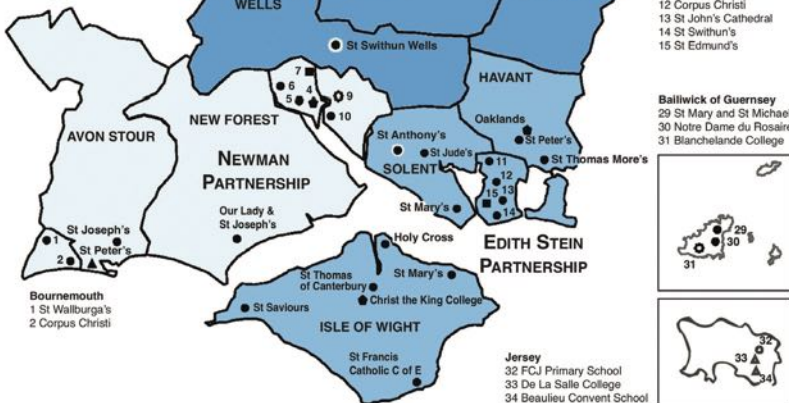 WELLS
St Swithun Wells
7
6
5
4
9
10
AVON STOUR
NEW FOREST
NEWMAN
PARTNERSHIP
St Joseph's
St Peter's
Our Lady &
St Joseph's
1
2
Bournemouth
1 St Wallburga's
2 Corpus Christi
HAVANT
Oaklands
St Peter's
St Thomas More's
St Anthony's
St Jude's
SOLENT
St Mary's
11
12
13
15
14
EDITH STEIN
PARTNERSHIP
Holy Cross
St Thomas
of Canterbury
St Mary's
Christ the King College
St Saviours
ISLE OF WIGHT
St Francis
Catholic C of E
12 Corpus Christi
13 St John's Cathedral
14 St Swithun's
15 St Edmund's
Bailiwick of Guernsey
29 St Mary and St Michael
30 Notre Dame du Rosaire
31 Blanchelande College
29
30
31
Jersey
32 FCJ Primary School
33 De La Salle College
34 Beaulieu Convent School
32
33
34